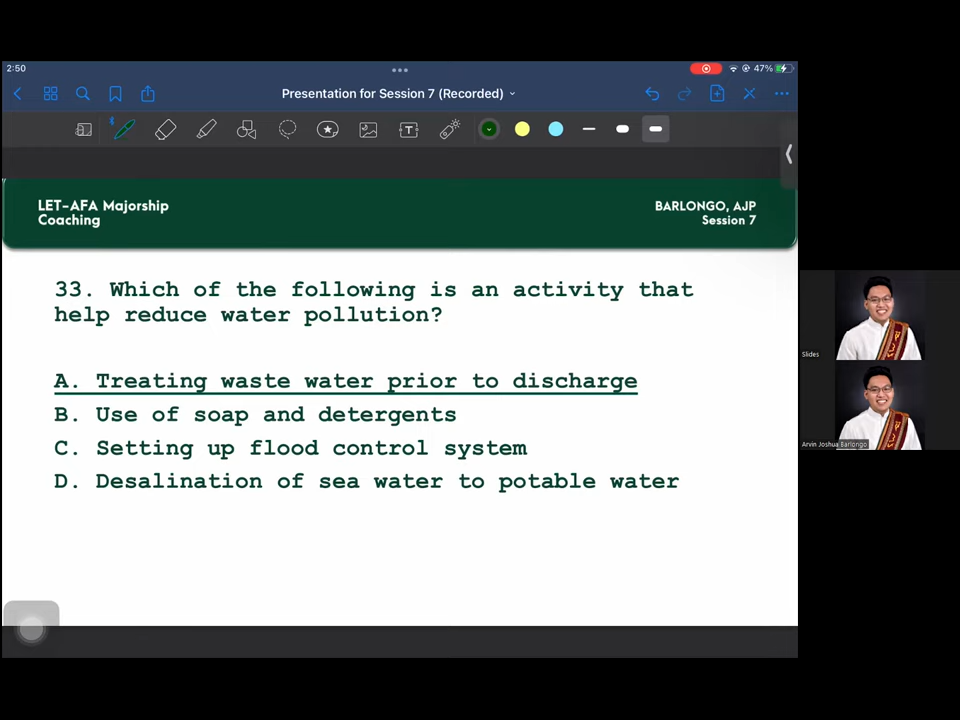 2:50
47%
Presentation for Session 7 (Recorded)
LET-AFA Majorship
Coaching
BARLONGO, AJP
Session 7
33. Which of the following is an activity that
help reduce water pollution?
A. Treating waste water prior to discharge
B. Use of soap and detergents
C. Setting up flood control system
D. Desalination of sea water to potable water
Slides
Arvin Joshua Barlongo